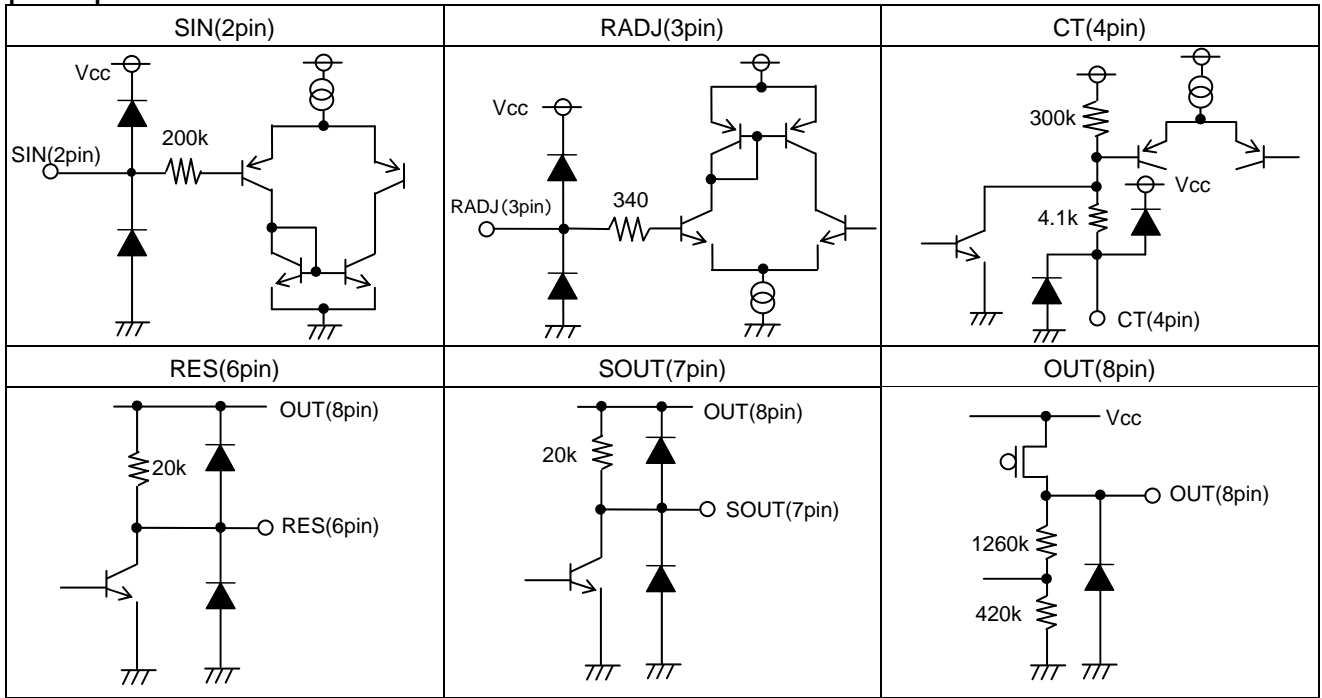 SIN(2pin)
RADJ(3pin)
CT(4pin)
Vcc
200k
SIN(2pin)
Vcc
340
RADJ(3pin)
300k
Vcc
4.1k
CT(4pin)
RES(6pin)
SOUT(7pin)
OUT(8pin)
OUT(8pin)
20k
RES(6pin)
OUT(8pin)
20k
SOUT(7pin)
Vcc
OUT(8pin)
1260k
420k